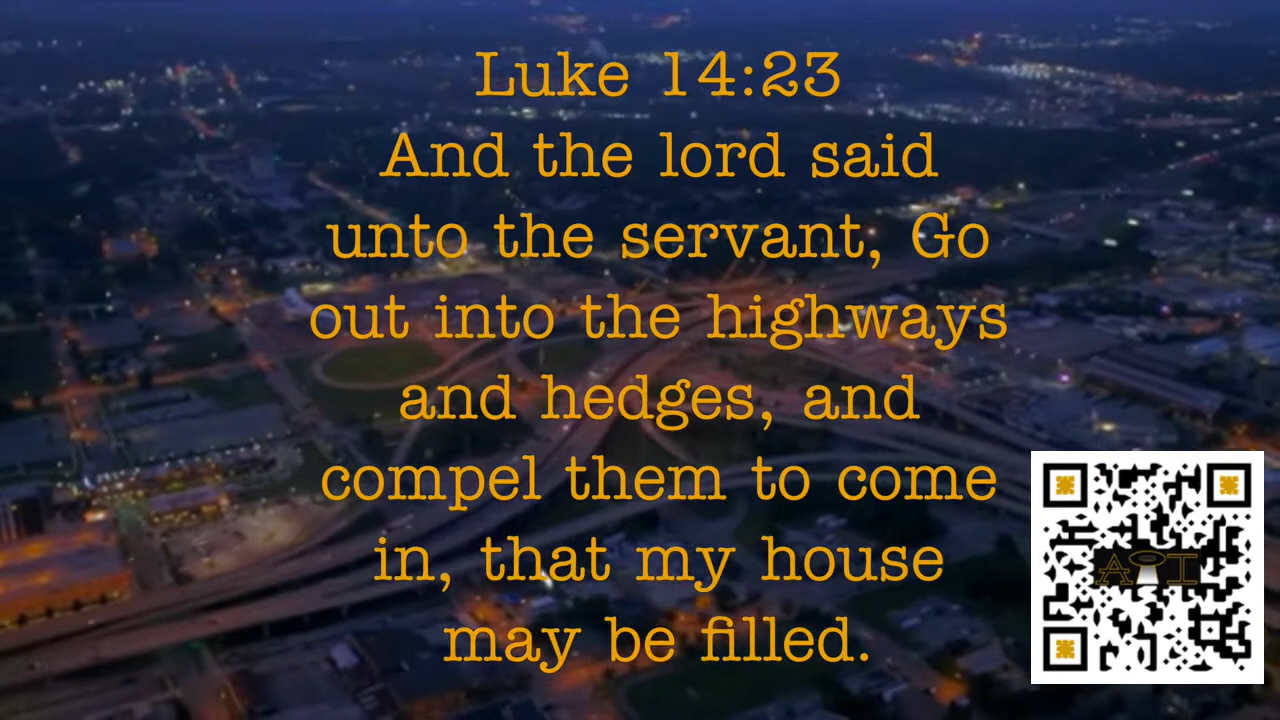 Luke 14:23
And the lord said
unto the servant, Go
out into the highways
and hedges, and
compel them to come
in, that my house
may be filled.
AOI